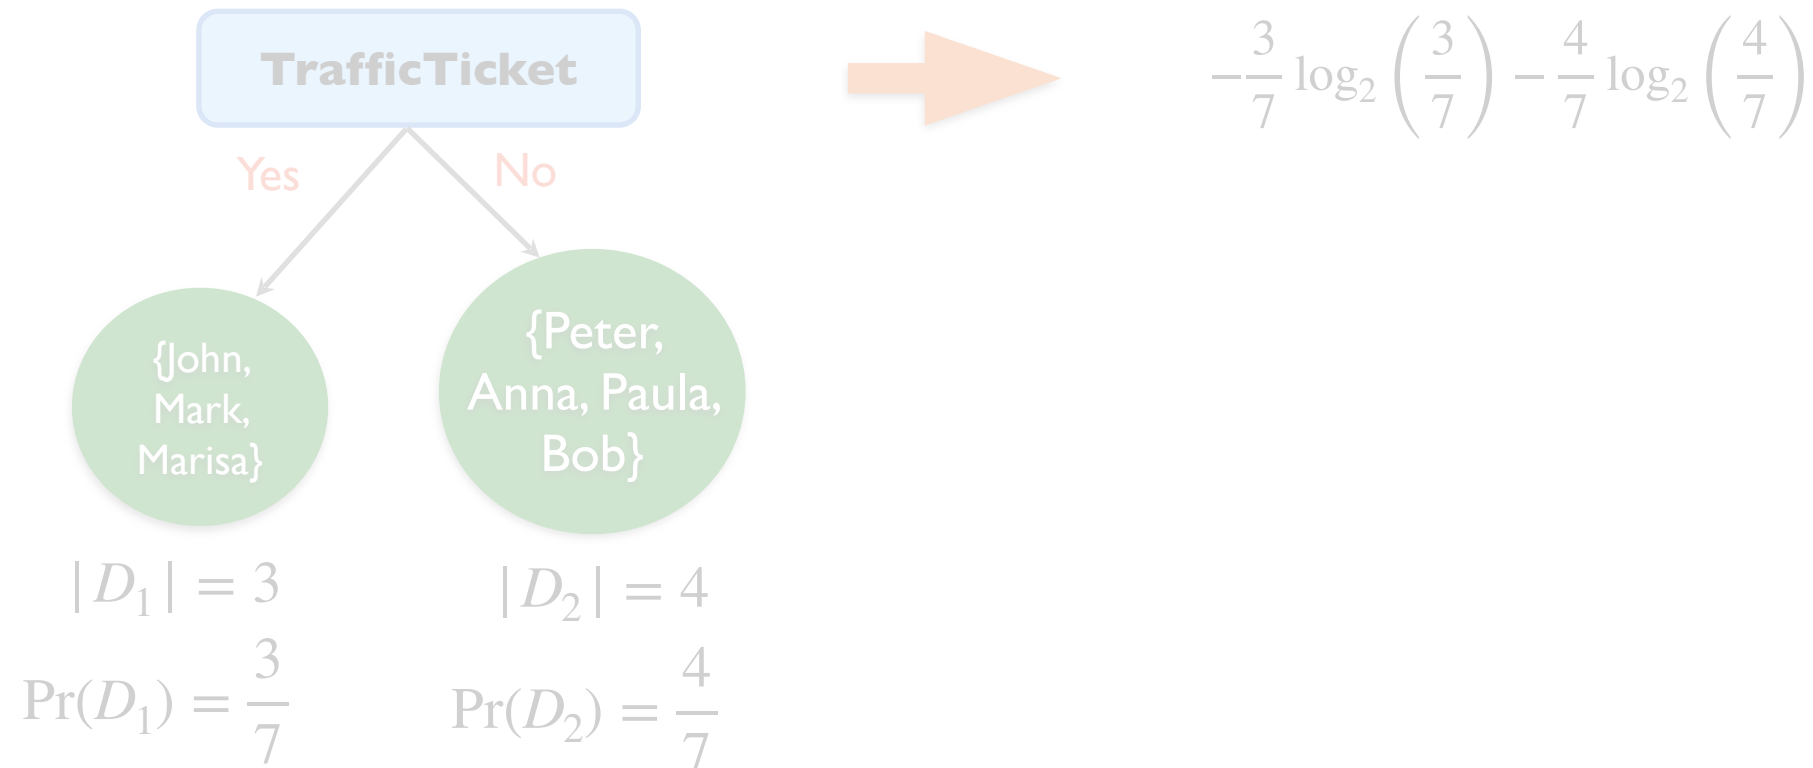 TrafficTicket
−3/7 log₂(3/7) − 4/7 log₂(4/7)
Yes
No
{John,
Mark,
Marisa}
{Peter,
Anna, Paula,
Bob}
|D₁| = 3
|D₂| = 4
Pr(D₁) = 3/7
Pr(D₂) = 4/7